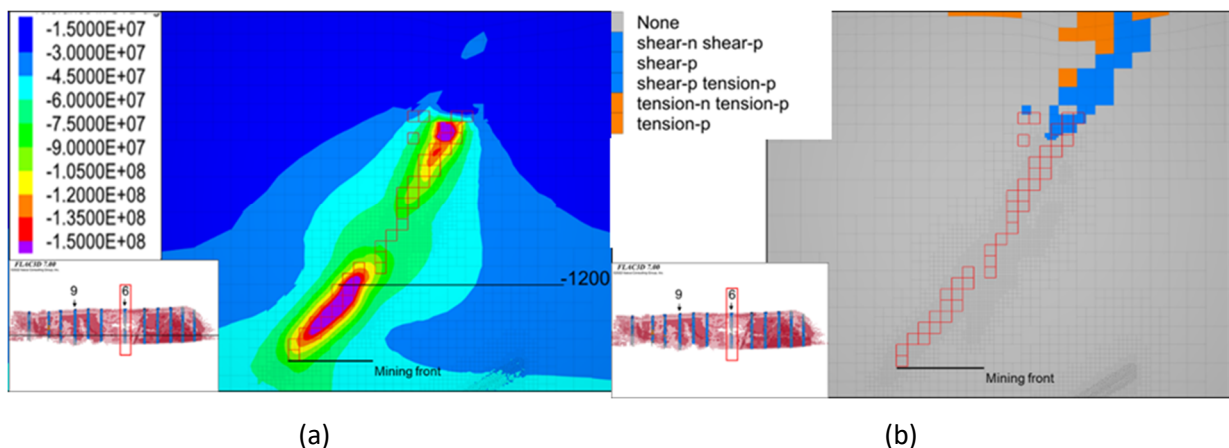 -1.5000E+07
-3.0000E+07
-4.5000E+07
-6.0000E+07
-7.5000E+07
-9.0000E+07
-1.0500E+08
-1.2000E+08
-1.3500E+08
-1.5000E+08
FLAC3D 7.00
9
6
-1200
Mining front
(a)
None
shear-n shear-p
shear-p
shear-p tension-p
tension-n tension-p
tension-p
FLAC3D 7.00
9
6
Mining front
(b)